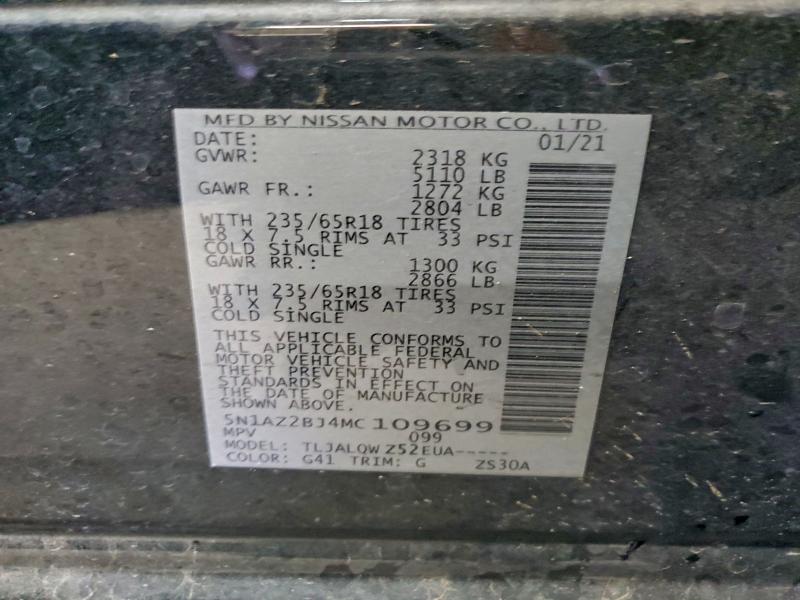 MFD BY NISSAN MOTOR CO., LTD.
DATE: 01/21
GVWR: 2318 KG
5110 LB
GAWR FR.: 1272 KG
2804 LB
WITH 235/65R18 TIRES
18 X 7.5 RIMS AT 33 PSI
COLD SINGLE
GAWR RR.: 1300 KG
2866 LB
WITH 235/65R18 TIRES
18 X 7.5 RIMS AT 33 PSI
COLD SINGLE
THIS VEHICLE CONFORMS TO
ALL APPLICABLE FEDERAL
MOTOR VEHICLE SAFETY AND
THEFT PREVENTION
STANDARDS IN EFFECT ON
THE DATE OF MANUFACTURE
SHOWN ABOVE.
5N1AZ2BJ4MC109699
MPV 099
MODEL: TLJALQWZ52EUA-----
COLOR: G41 TRIM: G ZS30A